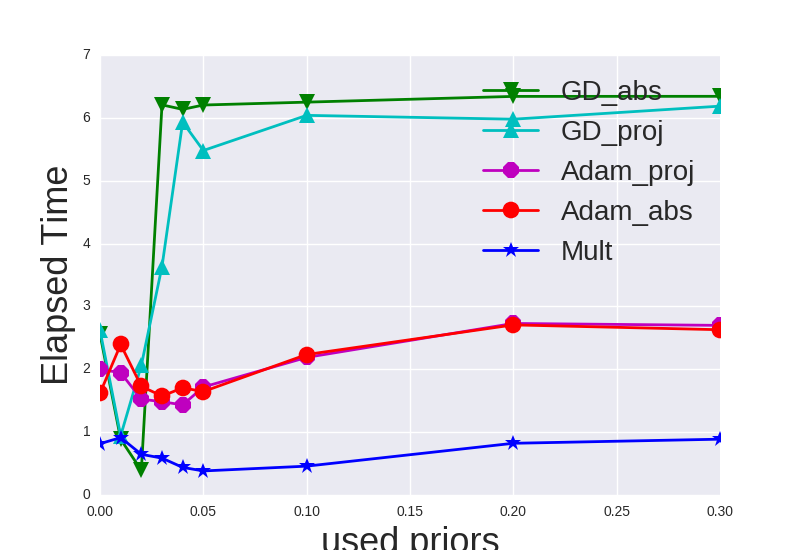 7
6
5
4
3
2
1
0
Elapsed Time
GD_abs
GD_proj
Adam_proj
Adam_abs
Mult
0.00 0.05 0.10 0.15 0.20 0.25 0.30
used priors